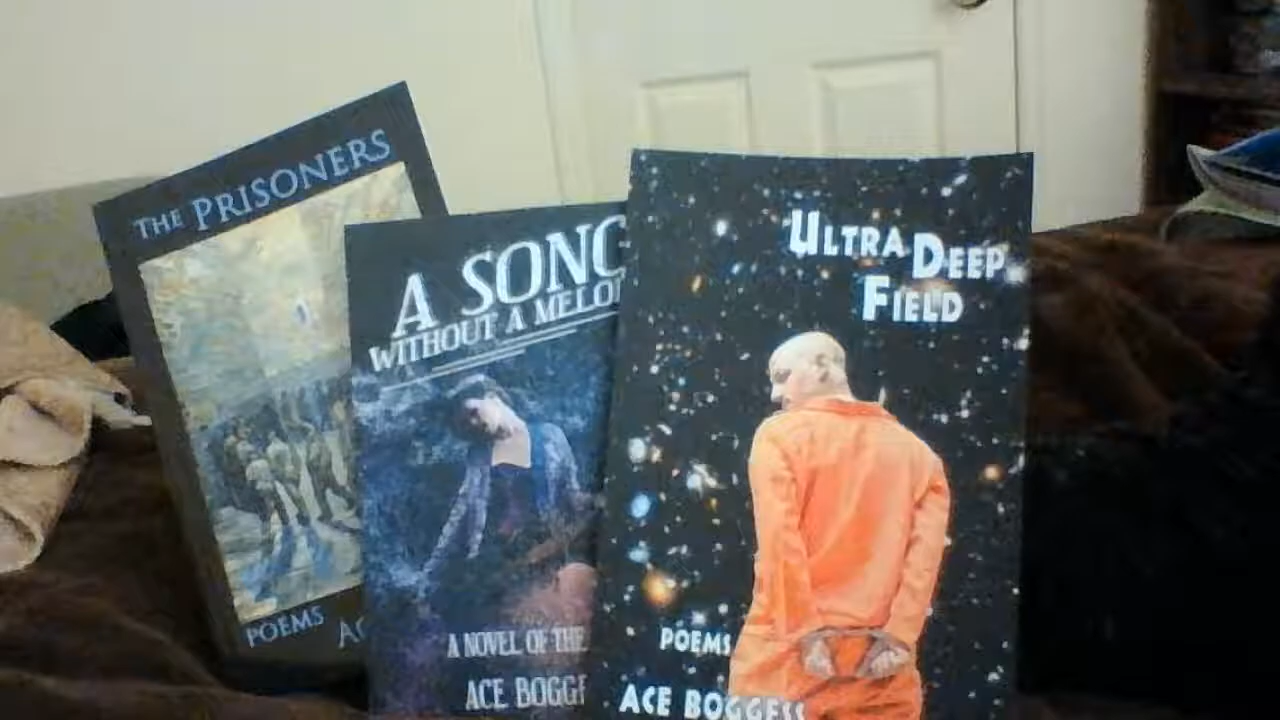 THE PRISONERS
POEMS
A SONG
WITHOUT A MELO
A NOVEL OF THE
ACE BOGGE
ULTRA DEEP
FIELD
POEMS
ACE BOGGESS